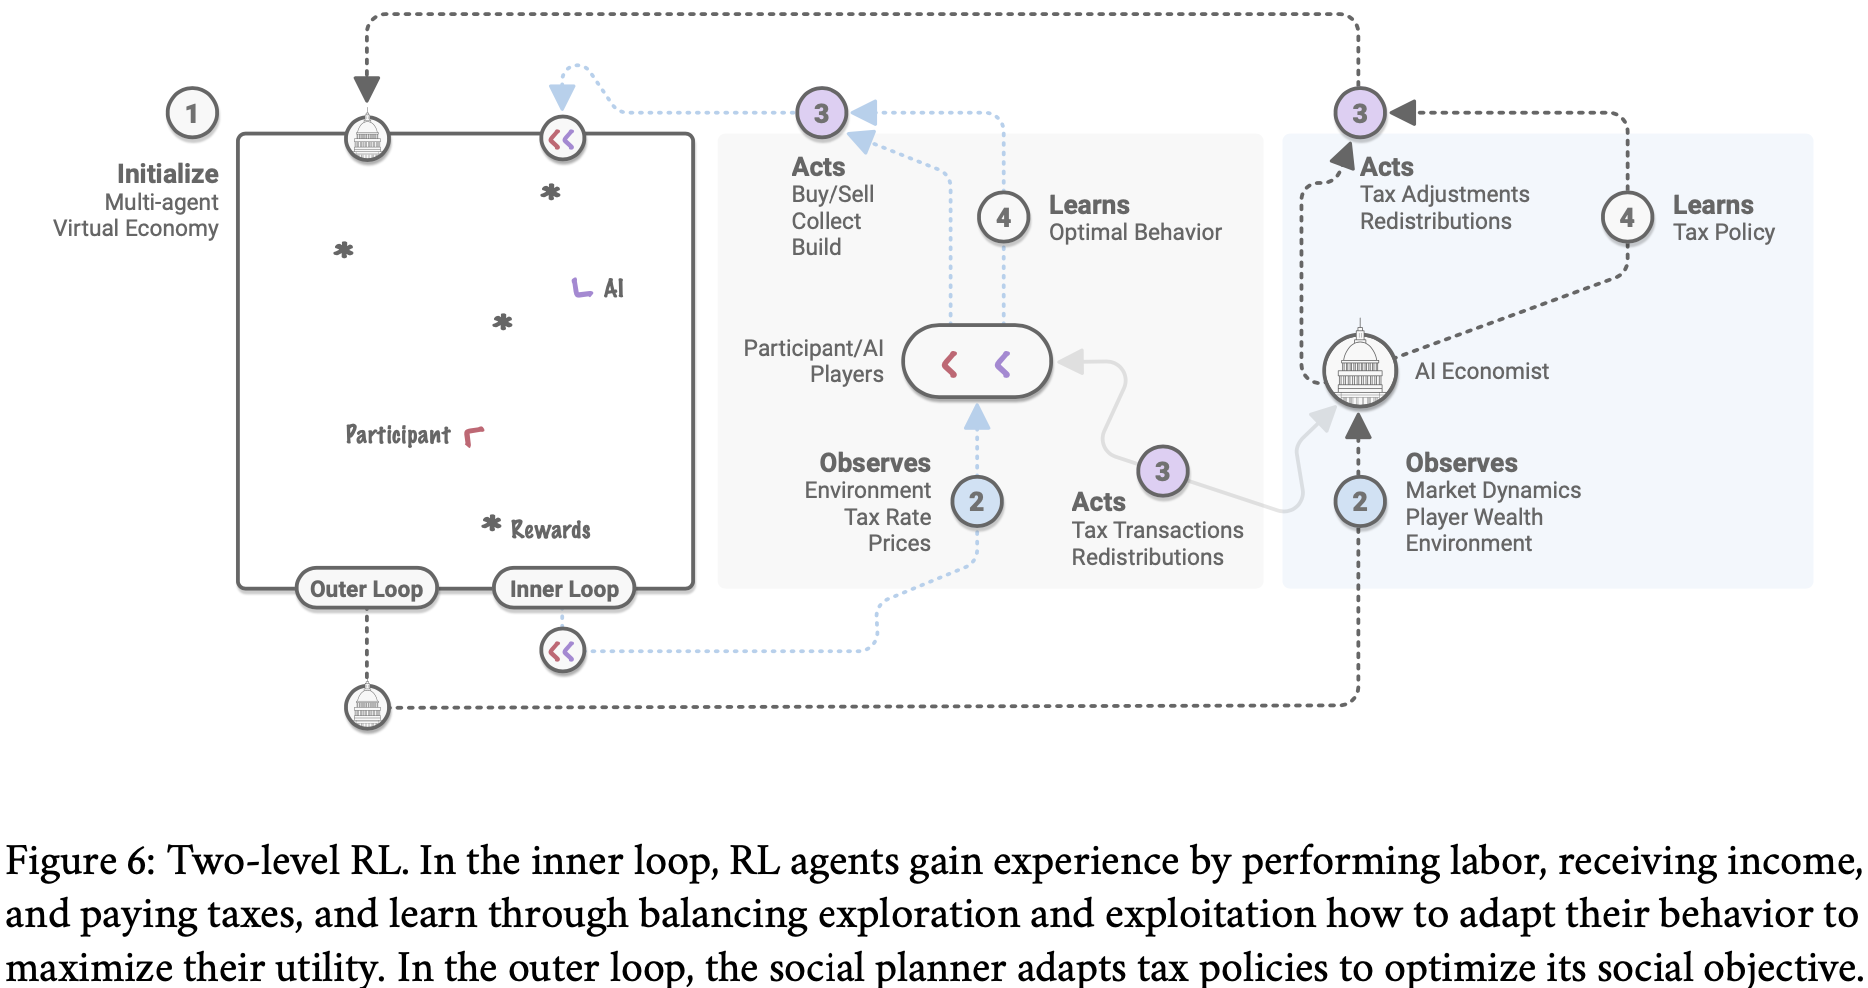 1
Initialize
Multi-agent
Virtual Economy
AI
Participant
Rewards
Outer Loop
Inner Loop
3
Acts
Buy/Sell
Collect
Build
4
Learns
Optimal Behavior
Participant/AI
Players
Observes
Environment
Tax Rate
Prices
2
3
Acts
Tax Transactions
Redistributions
3
Acts
Tax Adjustments
Redistributions
4
Learns
Tax Policy
AI Economist
2
Observes
Market Dynamics
Player Wealth
Environment
Figure 6: Two-level RL. In the inner loop, RL agents gain experience by performing labor, receiving income,
and paying taxes, and learn through balancing exploration and exploitation how to adapt their behavior to
maximize their utility. In the outer loop, the social planner adapts tax policies to optimize its social objective.